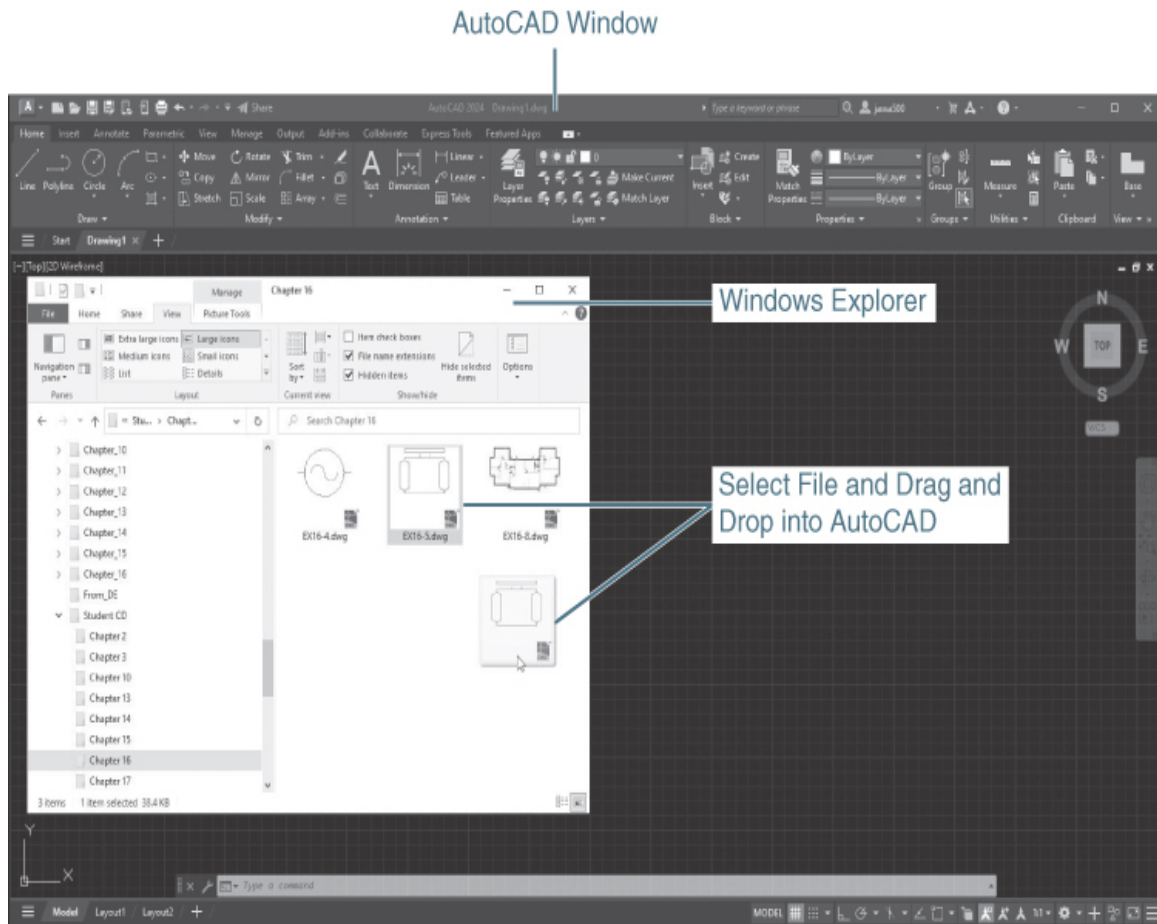 AutoCAD Window
Share
AutoCAD 2024 Drawing1.dwg
Type a keyword or phrase
Home Insert Annotate Parametric View Manage Output Add-ins Collaborate Express Tools Featured Apps
Line Polyline Circle Arc
Move Rotate Trim
Copy Mirror Fillet
Stretch Scale Array
Text Dimension
Linear
Leader
Table
Layer Properties
0
Make Current
Match Layer
Insert
Create
Edit
Match Properties
ByLayer
ByLayer
ByLayer
Group
Measure
Paste
Base
Draw Modify Annotation Layers Block Properties Groups Utilities Clipboard View
Start Drawing1
[-][Top][2D Wireframe]
Manage Chapter 16
File Home Share View Picture Tools
Navigation pane
Extra large icons Large icons
Medium icons Small icons
List Details
Sort by
Item check boxes
File name extensions
Hidden items
Hide selected items
Options
Panes Layout Current view Show/hide
Stu... Chapt...
Search Chapter 16
Chapter_10
Chapter_11
Chapter_12
Chapter_13
Chapter_14
Chapter_15
Chapter_16
From_DE
Student CD
Chapter 2
Chapter 3
Chapter 10
Chapter 13
Chapter 14
Chapter 15
Chapter 16
Chapter 17
EX16-4.dwg EX16-5.dwg EX16-8.dwg
3 items 1 item selected 38.4 KB
Windows Explorer
Select File and Drag and
Drop into AutoCAD
N
W TOP E
S
WCS
Y
X
Type a command
Model Layout1 Layout2
MODEL
1:1